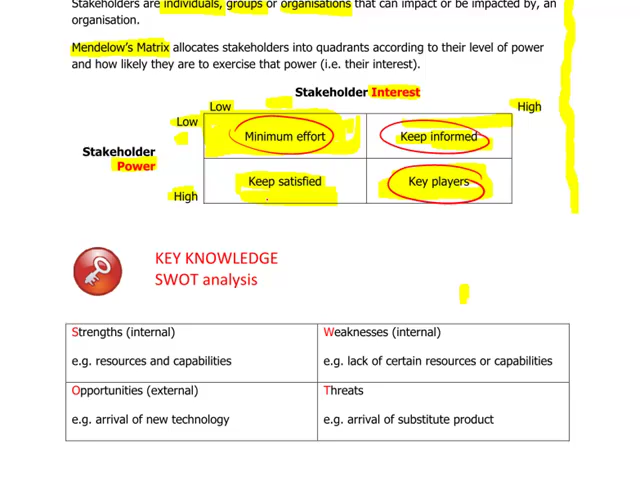 Stakeholders are individuals, groups or organisations that can impact or be impacted by, an
organisation.
Mendelow's Matrix allocates stakeholders into quadrants according to their level of power
and how likely they are to exercise that power (i.e. their interest).
Stakeholder Interest
Low High
Low Minimum effort Keep informed
Stakeholder
Power
High Keep satisfied Key players
KEY KNOWLEDGE
SWOT analysis
Strengths (internal) Weaknesses (internal)
e.g. resources and capabilities e.g. lack of certain resources or capabilities
Opportunities (external) Threats
e.g. arrival of new technology e.g. arrival of substitute product